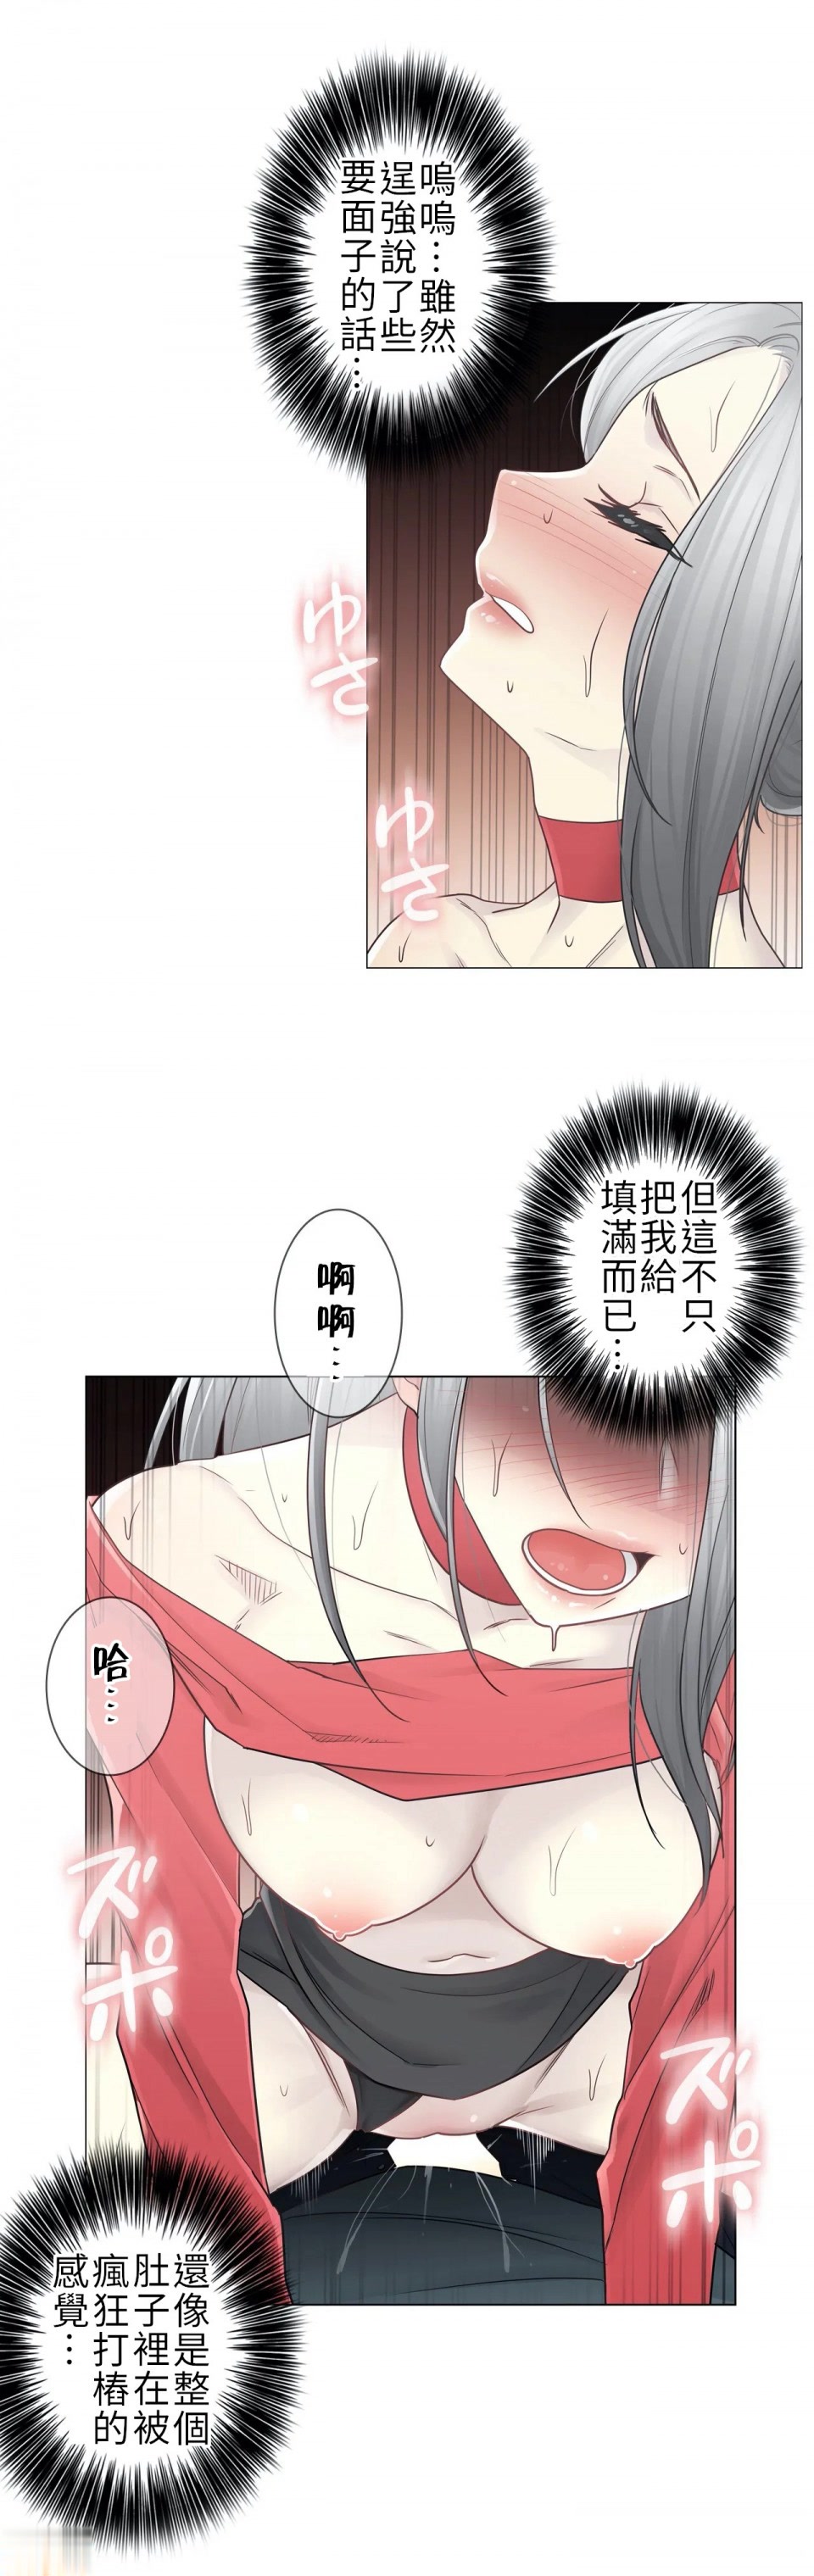 嗚嗚…雖然
逞強說了些
要面子的話…
ゆさ
ゆさ
但這不只
把我給
填滿而已…
啊啊…
哈…
ズポ
ズポ
還像是整個
肚子裡在被
瘋狂打樁的
感覺…